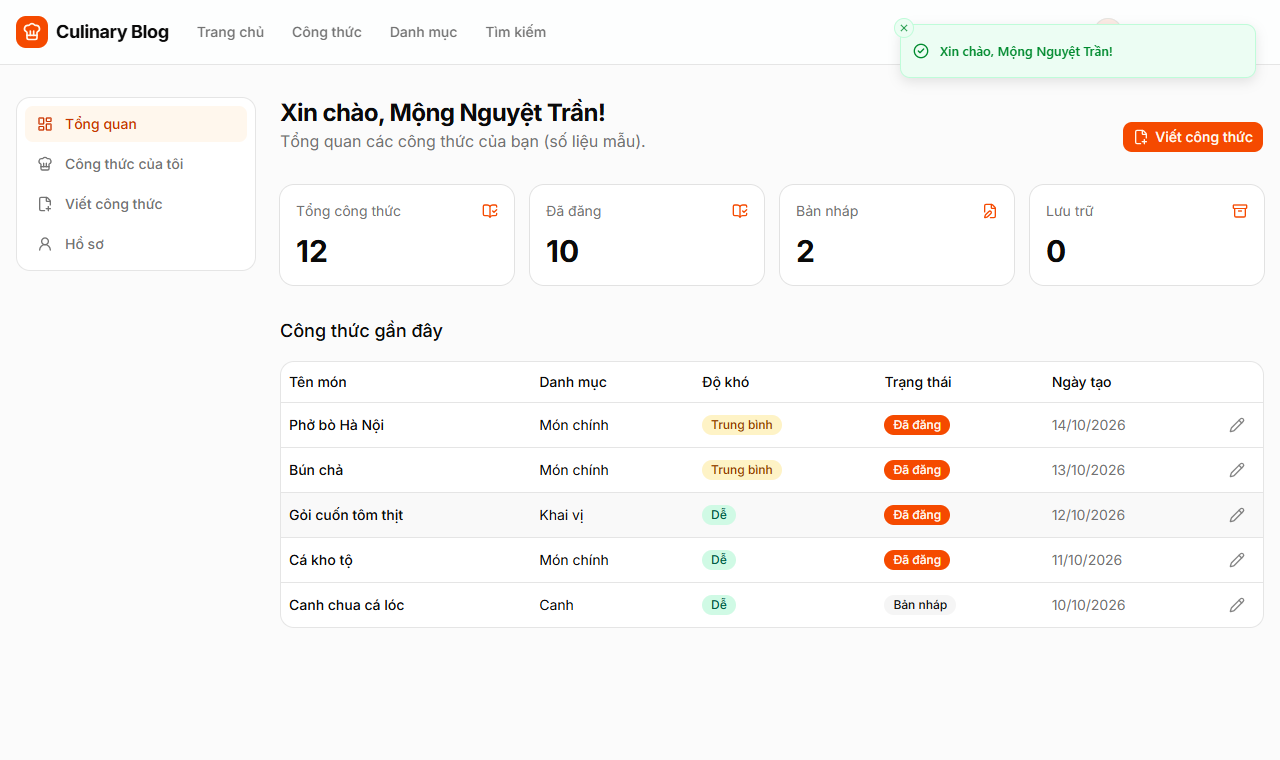 Culinary Blog Trang chủ Công thức Danh mục Tìm kiếm
Xin chào, Mộng Nguyệt Trần!
Tổng quan
Công thức của tôi
Viết công thức
Hồ sơ
Xin chào, Mộng Nguyệt Trần!
Tổng quan các công thức của bạn (số liệu mẫu).
Viết công thức
Tổng công thức Đã đăng Bản nháp Lưu trữ
12 10 2 0
Công thức gần đây
Tên món Danh mục Độ khó Trạng thái Ngày tạo
Phở bò Hà Nội Món chính Trung bình Đã đăng 14/10/2026
Bún chả Món chính Trung bình Đã đăng 13/10/2026
Gỏi cuốn tôm thịt Khai vị Dễ Đã đăng 12/10/2026
Cá kho tộ Món chính Dễ Đã đăng 11/10/2026
Canh chua cá lóc Canh Dễ Bản nháp 10/10/2026